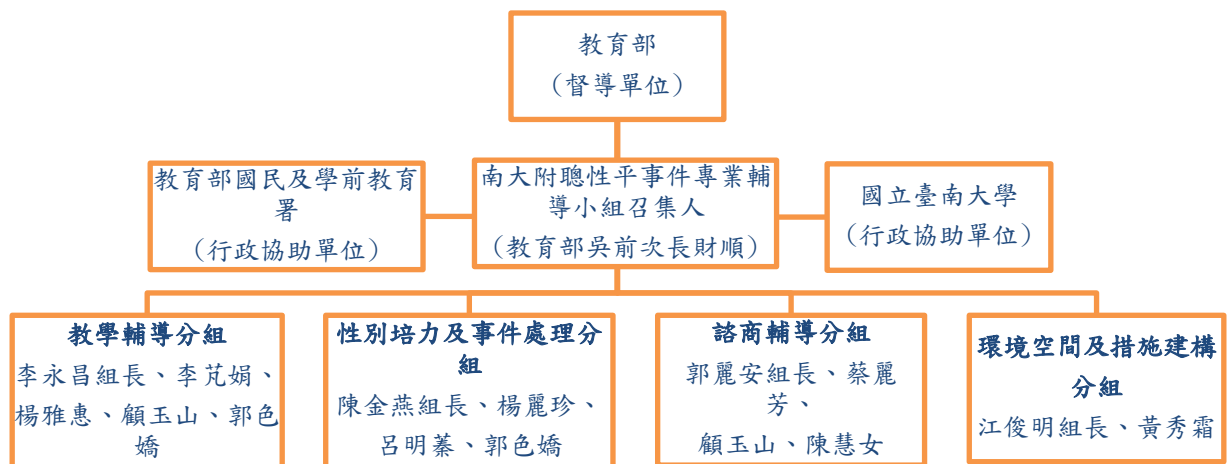 教育部
（督導單位）
教育部國民及學前教育
署
（行政協助單位）
南大附聰性平事件專業輔
導小組召集人
（教育部吳前次長財順）
國立臺南大學
（行政協助單位）
教學輔導分組
李永昌組長、李芃娟、
楊雅惠、顧玉山、郭色
嬌
性別培力及事件處理分
組
陳金燕組長、楊麗珍、
呂明蓁、郭色嬌
諮商輔導分組
郭麗安組長、蔡麗
芳、
顧玉山、陳慧女
環境空間及措施建構
分組
江俊明組長、黃秀霜